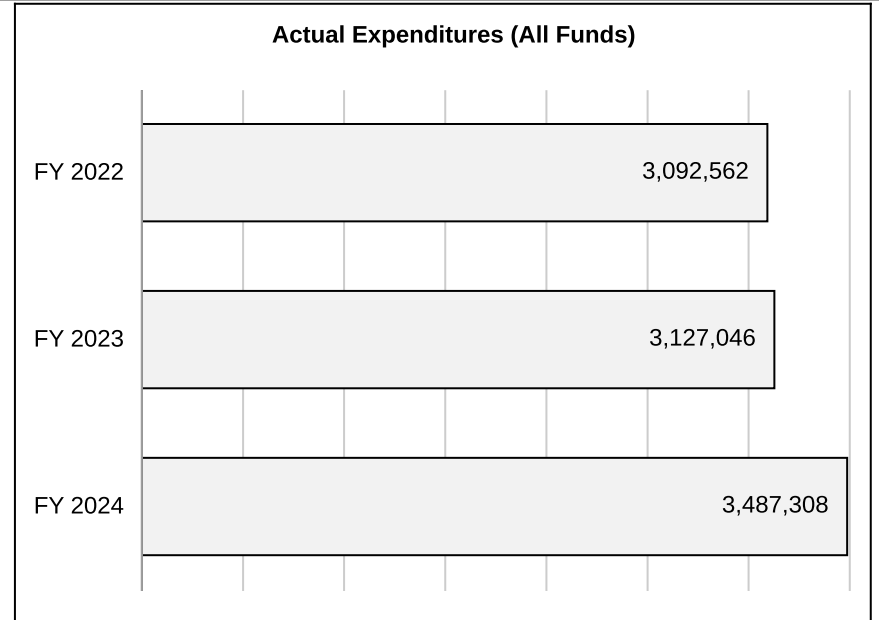 Actual Expenditures (All Funds)
FY 2022 3,092,562
FY 2023 3,127,046
FY 2024 3,487,308